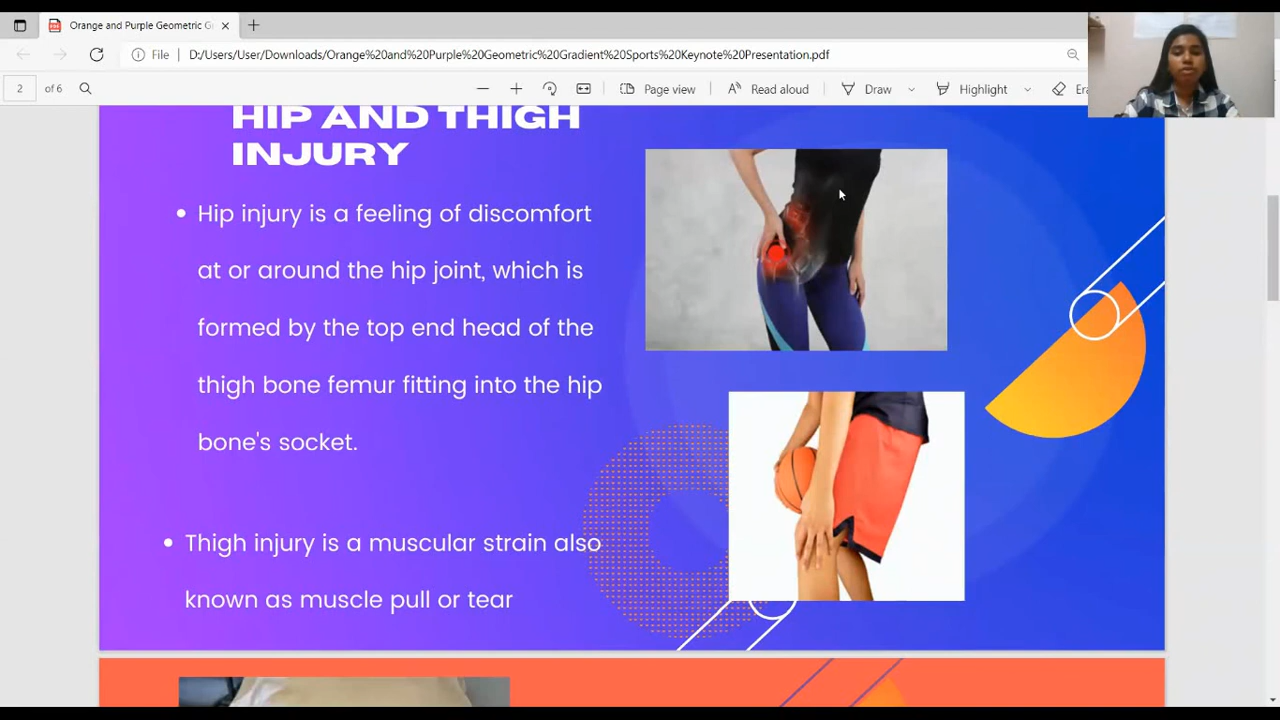 Orange and Purple Geometric G
File
D:/Users/User/Downloads/Orange%20and%20Purple%20Geometric%20Gradient%20Sports%20Keynote%20Presentation.pdf
2 of 6
Page view
Read aloud
Draw
Highlight
Era
HIP AND THIGH
INJURY
• Hip injury is a feeling of discomfort
at or around the hip joint, which is
formed by the top end head of the
thigh bone femur fitting into the hip
bone's socket.
• Thigh injury is a muscular strain also
known as muscle pull or tear